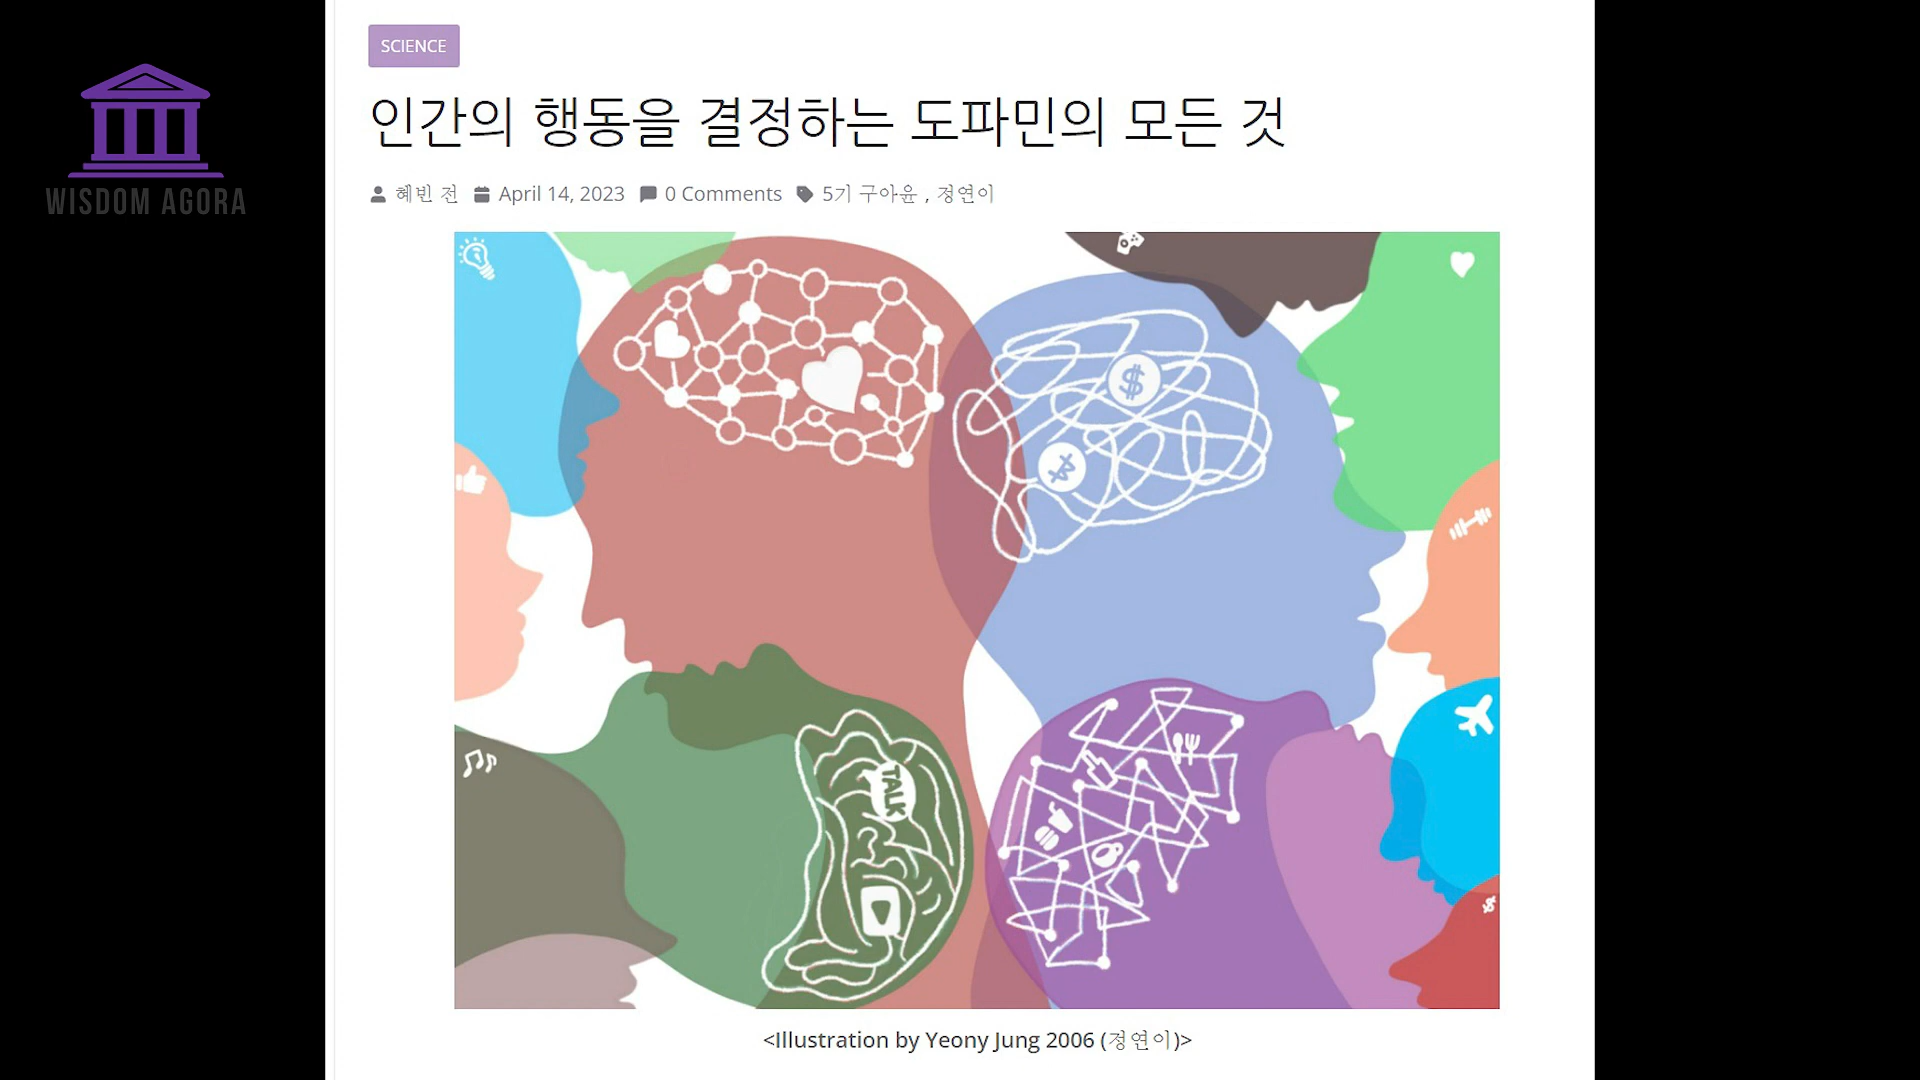 WISDOM AGORA
SCIENCE
인간의 행동을 결정하는 도파민의 모든 것
혜빈 전 April 14, 2023 0 Comments 5기 구아윤 , 정연이
$
$
TALK
$
<Illustration by Yeony Jung 2006 (정연이)>